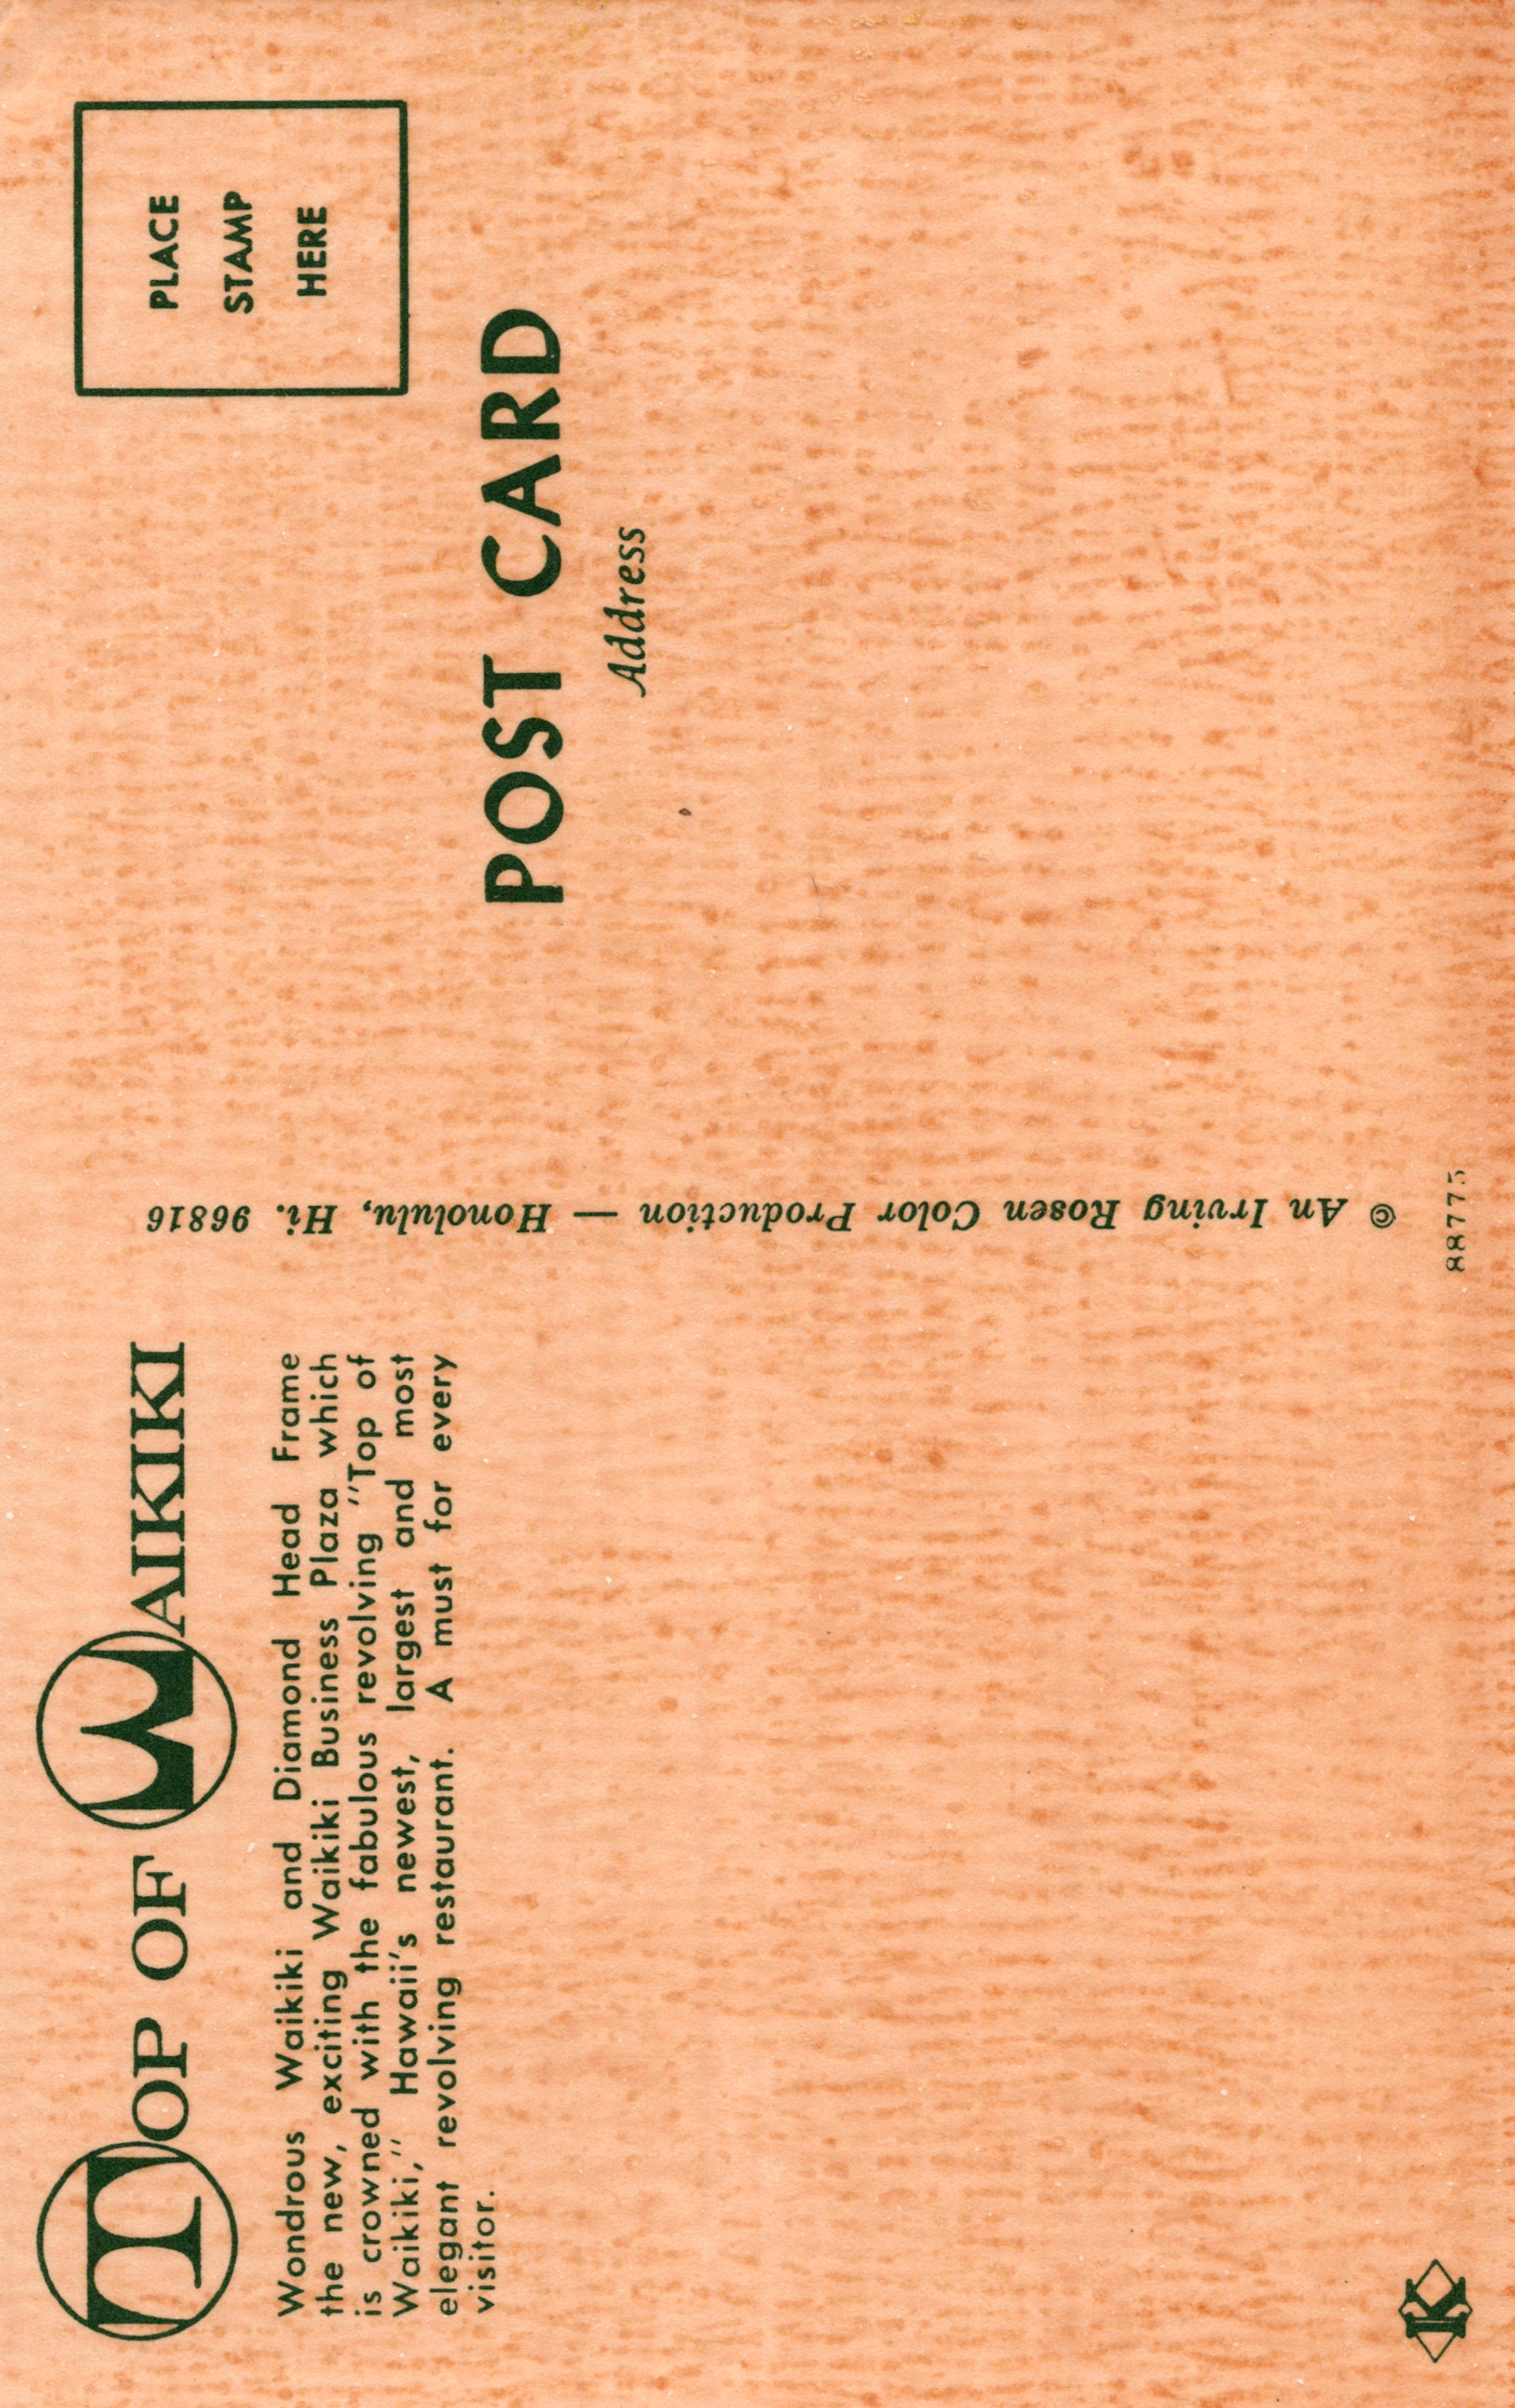 TOP OF WAIKIKI
Wondrous Waikiki and Diamond Head Frame
the new, exciting Waikiki Business Plaza which
is crowned with the fabulous revolving "Top of
Waikiki," Hawaii's newest, largest and most
elegant revolving restaurant. A must for every
visitor.
© An Irving Rosen Color Production — Honolulu, Hi. 96816
88775
PLACE
STAMP
HERE
POST CARD
Address
K